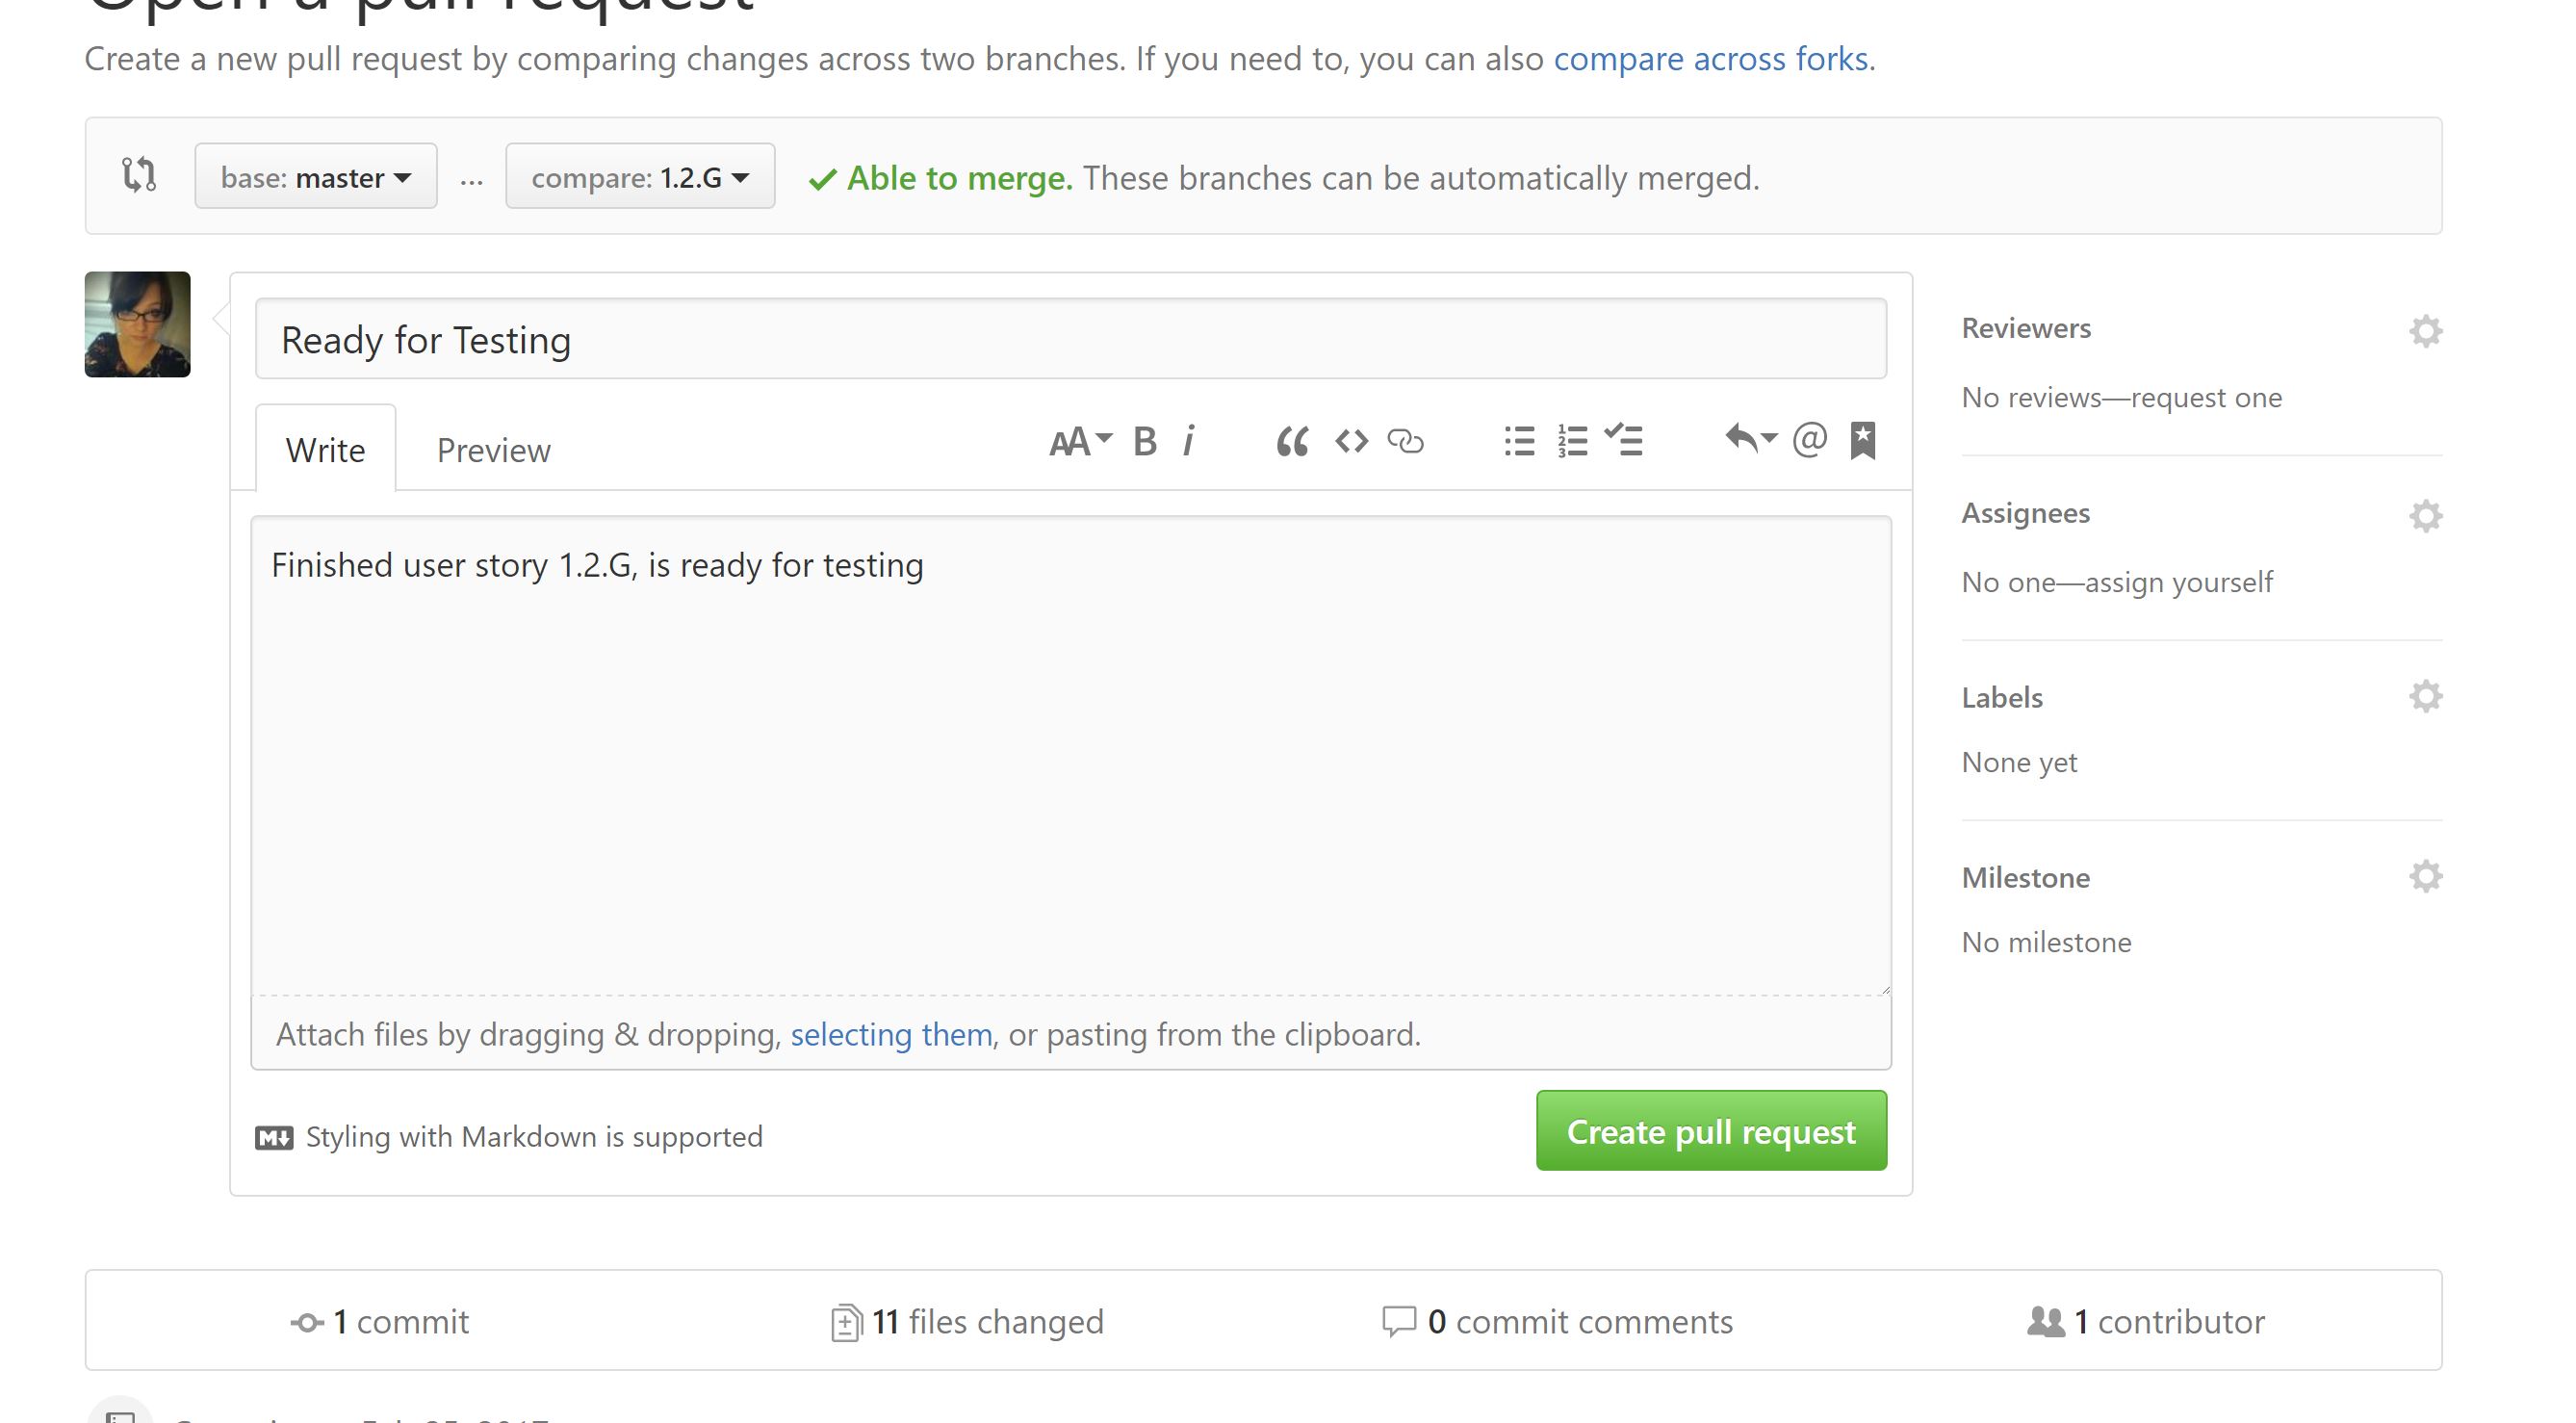 Open a pull request
Create a new pull request by comparing changes across two branches. If you need to, you can also compare across forks.
base: master ... compare: 1.2.G Able to merge. These branches can be automatically merged.
Ready for Testing
Write Preview AA B i
Finished user story 1.2.G, is ready for testing
Attach files by dragging & dropping, selecting them, or pasting from the clipboard.
Styling with Markdown is supported
Create pull request
Reviewers
No reviews—request one
Assignees
No one—assign yourself
Labels
None yet
Milestone
No milestone
1 commit 11 files changed 0 commit comments 1 contributor